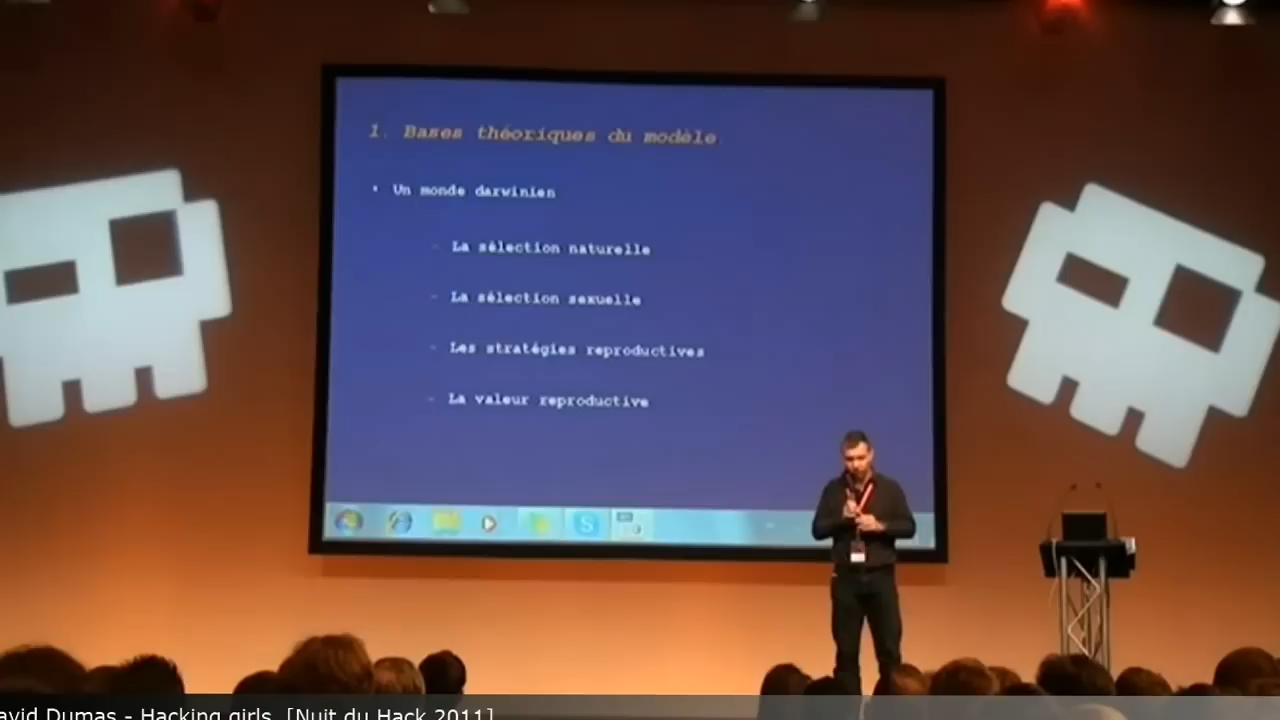 1. Bases théoriques du modèle
• Un monde darwinien
- La sélection naturelle
- La sélection sexuelle
- Les stratégies reproductives
- La valeur reproductive
S
avid Dumas - Hacking girls [Nuit du Hack 2011]